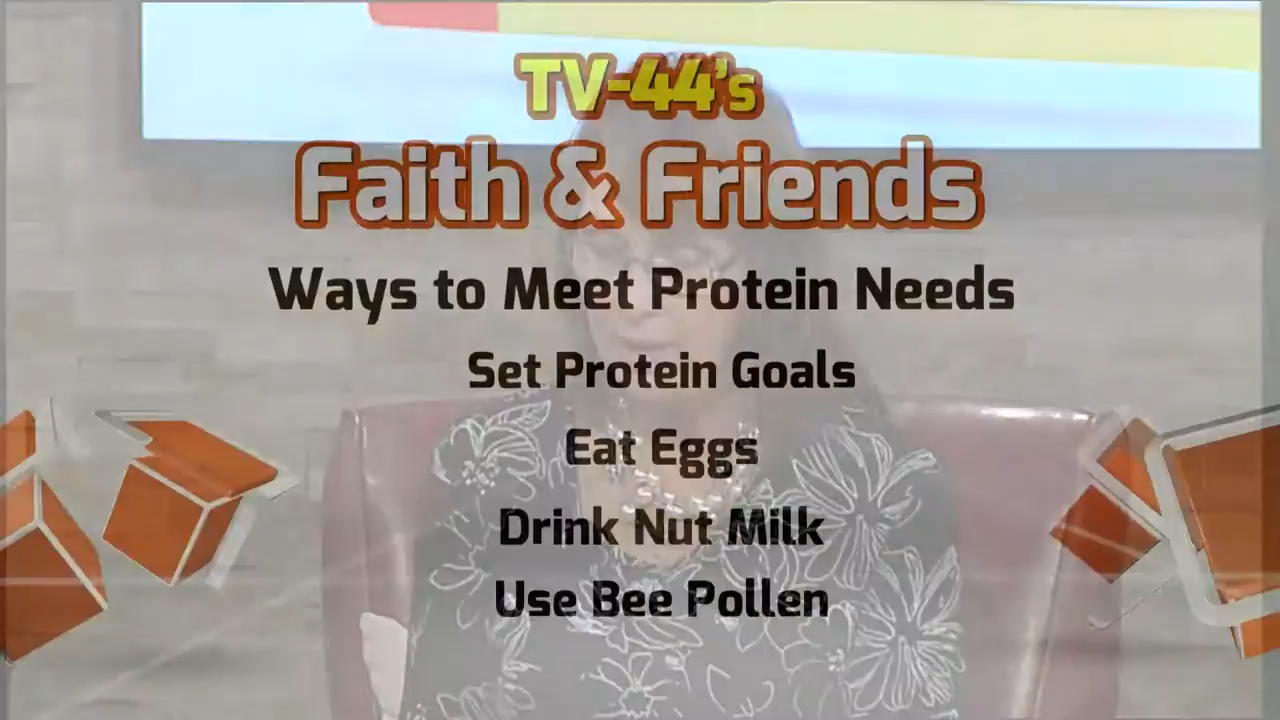 TV-44's
Faith & Friends
Ways to Meet Protein Needs
Set Protein Goals
Eat Eggs
Drink Nut Milk
Use Bee Pollen